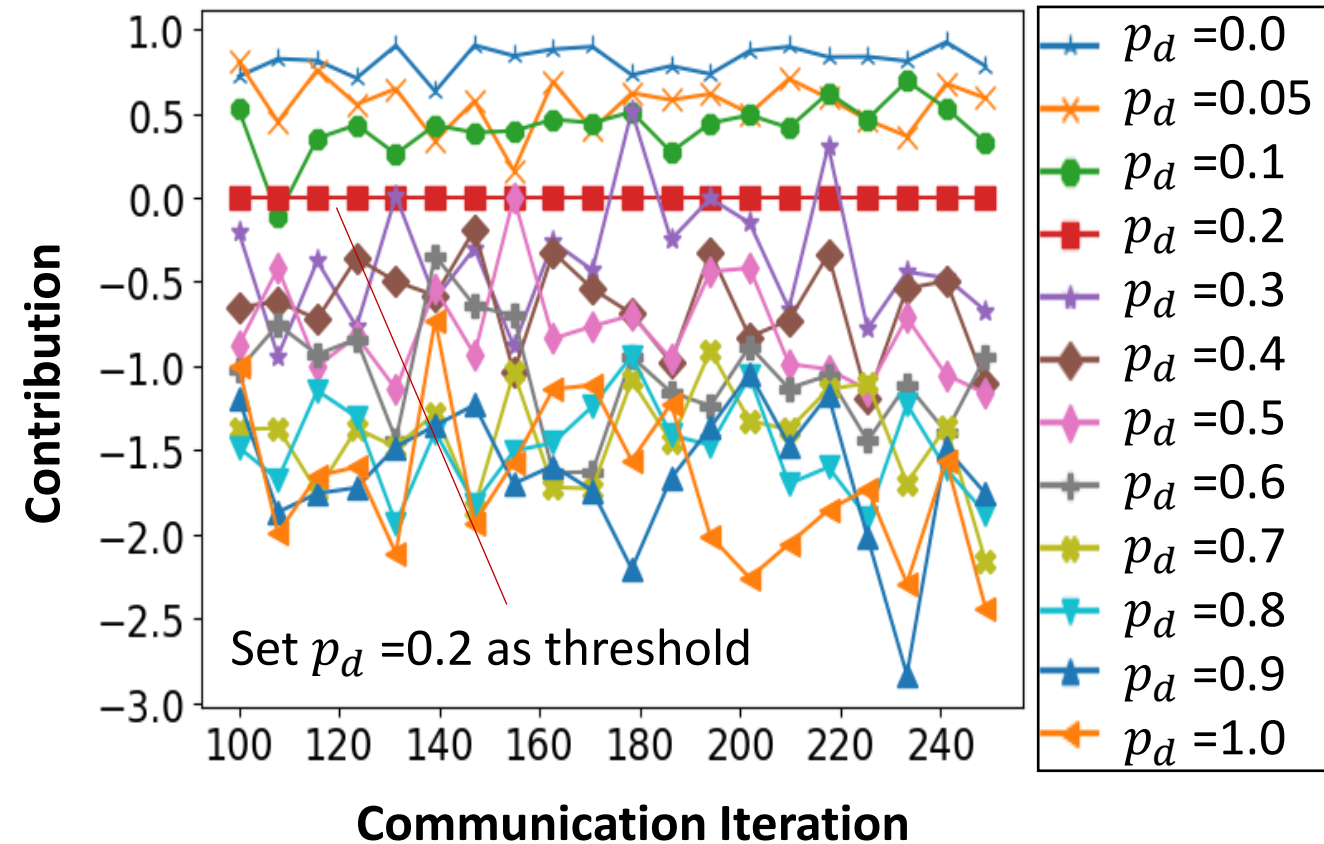 1.0
0.5
0.0
−0.5
−1.0
−1.5
−2.0
−2.5
−3.0
Contribution
100 120 140 160 180 200 220 240
Communication Iteration
Set p_d =0.2 as threshold
p_d =0.0
p_d =0.05
p_d =0.1
p_d =0.2
p_d =0.3
p_d =0.4
p_d =0.5
p_d =0.6
p_d =0.7
p_d =0.8
p_d =0.9
p_d =1.0